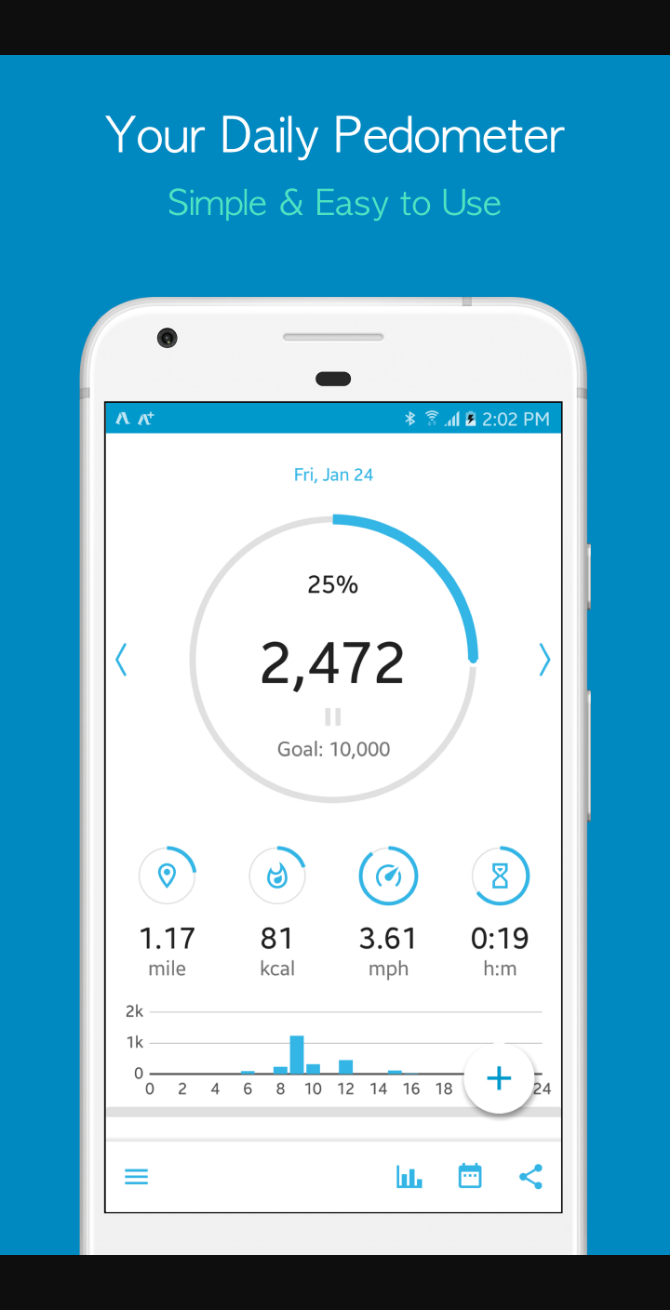 Your Daily Pedometer
Simple & Easy to Use
2:02 PM
Fri, Jan 24
25%
2,472
Goal: 10,000
1.17 81 3.61 0:19
mile kcal mph h:m
2k
1k
0
0 2 4 6 8 10 12 14 16 18 24